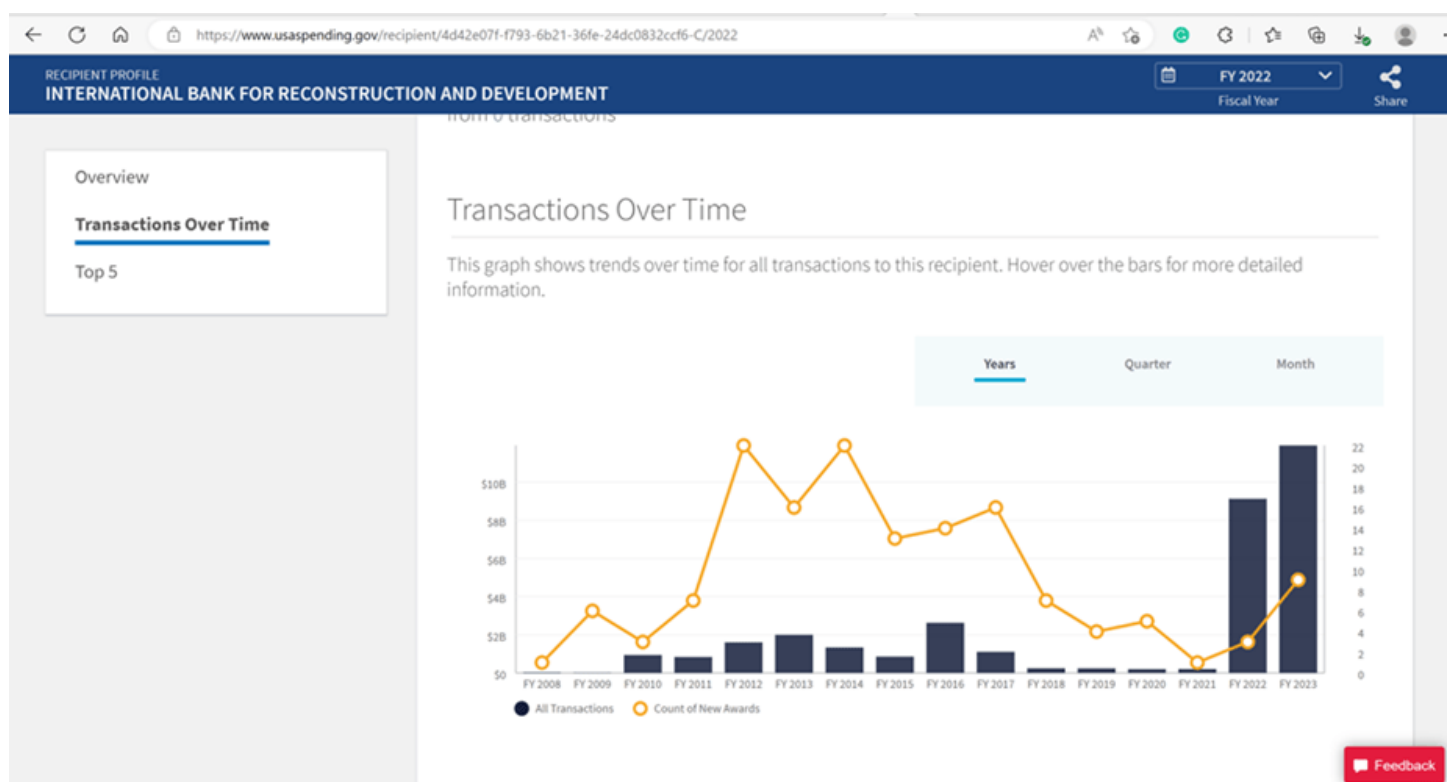 https://www.usaspending.gov/recipient/4d42e07f-f793-6b21-36fe-24dc0832ccf6-C/2022
RECIPIENT PROFILE
INTERNATIONAL BANK FOR RECONSTRUCTION AND DEVELOPMENT
FY 2022
Fiscal Year
Share
from 0 transactions
Overview
Transactions Over Time
Top 5
Transactions Over Time
This graph shows trends over time for all transactions to this recipient. Hover over the bars for more detailed
information.
Years Quarter Month
$10B
$8B
$6B
$4B
$2B
$0
22
20
18
16
14
12
10
8
6
4
2
0
FY 2008 FY 2009 FY 2010 FY 2011 FY 2012 FY 2013 FY 2014 FY 2015 FY 2016 FY 2017 FY 2018 FY 2019 FY 2020 FY 2021 FY 2022 FY 2023
All Transactions Count of New Awards
Feedback